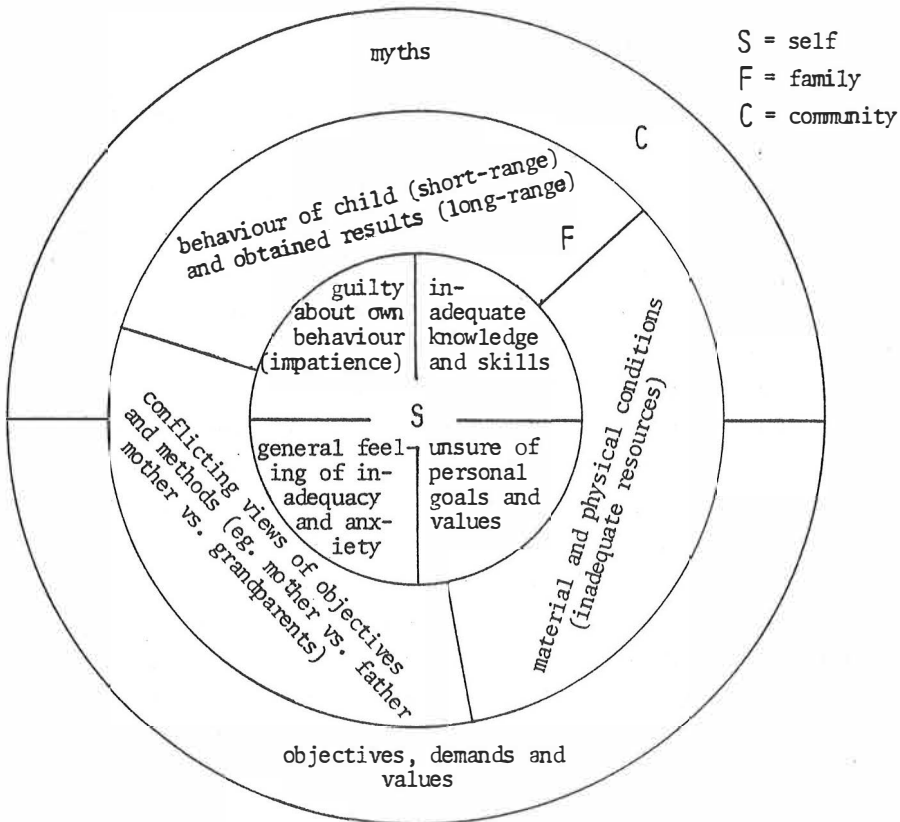 myths
S = self
F = family
C = community
C
behaviour of child (short-range)
and obtained results (long-range)
F
guilty
about own
behaviour
(impatience)
in-
adequate
knowledge
and skills
S
general feel-
ing of in-
adequacy
and anx-
iety
unsure of
personal
goals and
values
conflicting views of objectives
and methods (eg. mother vs. father
mother vs. grandparents)
material and physical conditions
(inadequate resources)
objectives, demands and
values